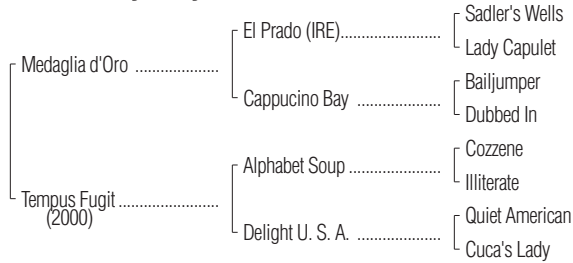 Sadler's Wells
El Prado (IRE)....................
Lady Capulet
Medaglia d'Oro ....................
Bailjumper
Cappucino Bay ....................
Dubbed In
Cozzene
Alphabet Soup ....................
Illiterate
Tempus Fugit ....................
(2000)
Quiet American
Delight U. S. A. ....................
Cuca's Lady